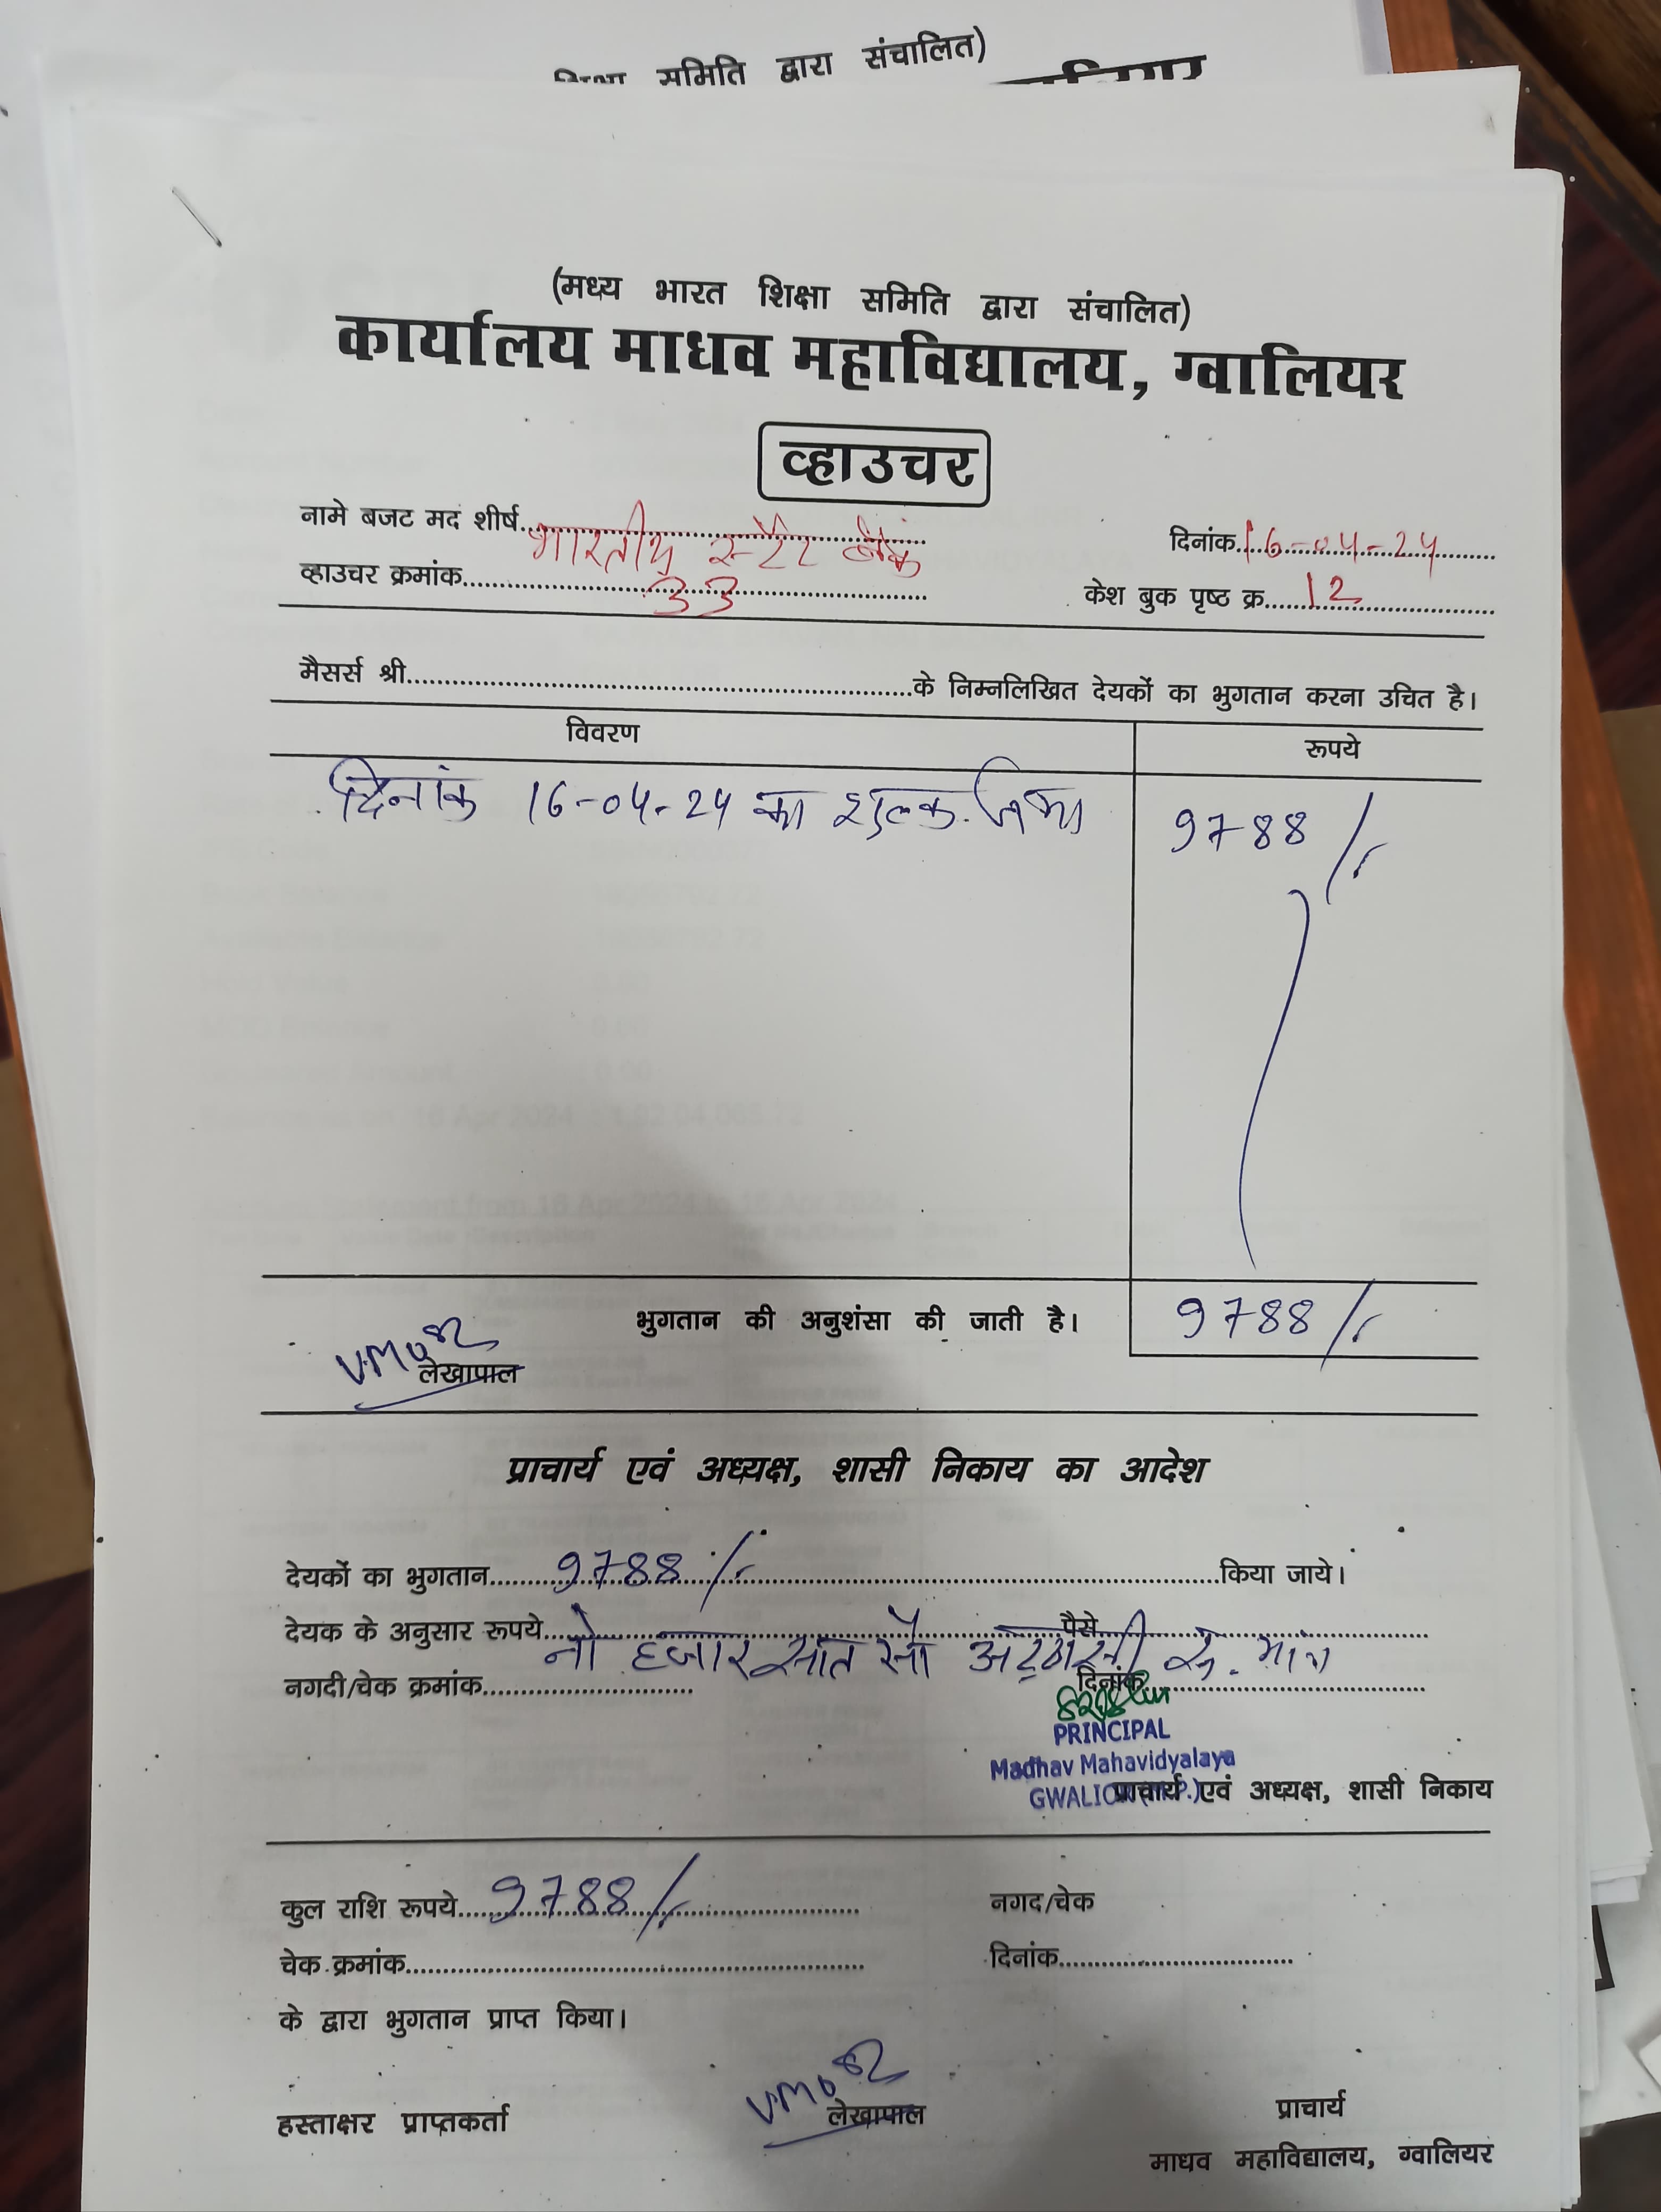 शिक्षा समिति द्वारा संचालित)
(मध्य भारत शिक्षा समिति द्वारा संचालित)
कार्यालय माधव महाविद्यालय, ग्वालियर
व्हाउचर
नामे बजट मद शीर्ष भारतीय स्टेट बैंक दिनांक 16-04-24
व्हाउचर क्रमांक 33 केश बुक पृष्ठ क्र. 12
मैसर्स श्री के निम्नलिखित देयकों का भुगतान करना उचित है।
विवरण रूपये
दिनांक 16-04-24 का शुल्क जमा 9788/-
भुगतान की अनुशंसा की जाती है। 9788/-
लेखापाल
प्राचार्य एवं अध्यक्ष, शासी निकाय का आदेश
देयकों का भुगतान 9788/- किया जाये।
देयक के अनुसार रूपये नो हजार सात सो अठ्ठासी रू. मात्र पैसे
नगदी/चेक क्रमांक दिनांक
PRINCIPAL
Madhav Mahavidyalaya
GWALIOR (M.P.)
प्राचार्य एवं अध्यक्ष, शासी निकाय
कुल राशि रूपये 9788/- नगद/चेक
चेक क्रमांक दिनांक
के द्वारा भुगतान प्राप्त किया।
हस्ताक्षर प्राप्तकर्ता लेखापाल प्राचार्य
माधव महाविद्यालय, ग्वालियर